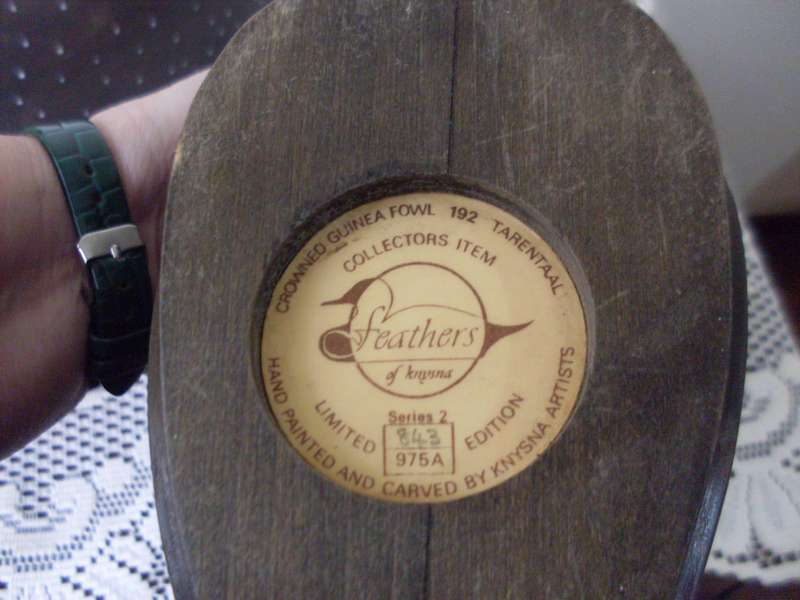 CROWNED GUINEA FOWL 192 TARENTAAL
COLLECTORS ITEM
feathers
of knysna
LIMITED EDITION
Series 2
843
975A
HAND PAINTED AND CARVED BY KNYSNA ARTISTS